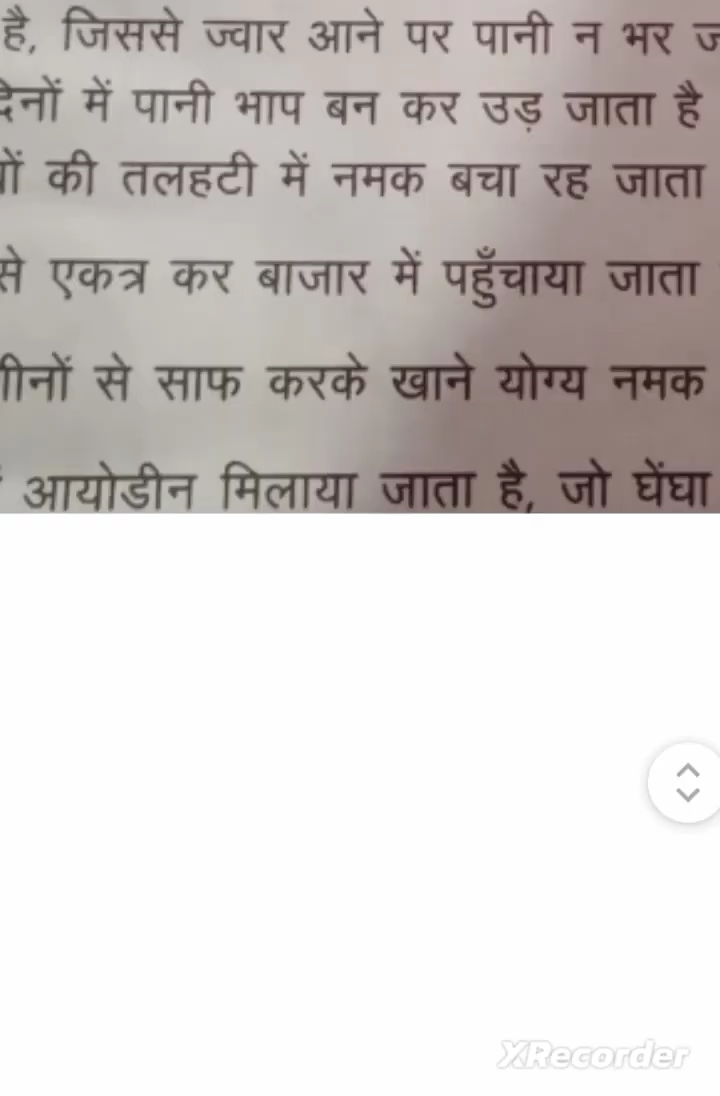 है, जिससे ज्वार आने पर पानी न भर
में पानी भाप बन कर उड़ जाता है
की तलहटी में नमक बचा रह जाता
से एकत्र कर बाजार में पहुँचाया जाता
से साफ करके खाने योग्य नमक
आयोडीन मिलाया जाता है, जो घेंघा
XRecorder